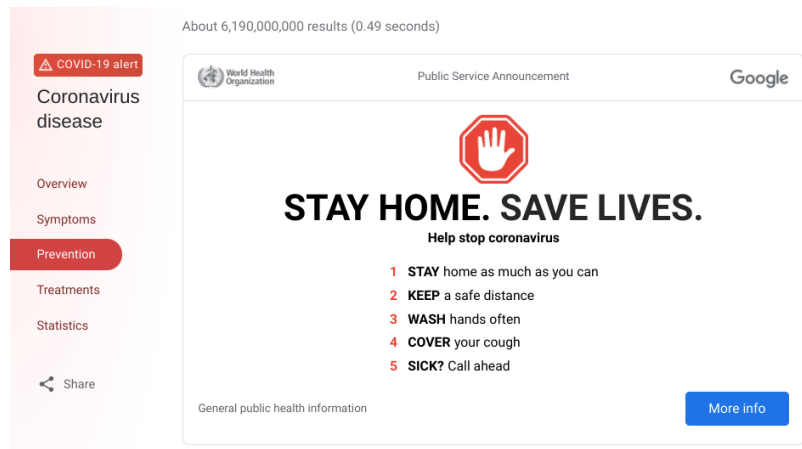 About 6,190,000,000 results (0.49 seconds)
COVID-19 alert
Coronavirus
disease
Overview
Symptoms
Prevention
Treatments
Statistics
Share
World Health
Organization
Public Service Announcement
Google
STAY HOME. SAVE LIVES.
Help stop coronavirus
1 STAY home as much as you can
2 KEEP a safe distance
3 WASH hands often
4 COVER your cough
5 SICK? Call ahead
General public health information
More info